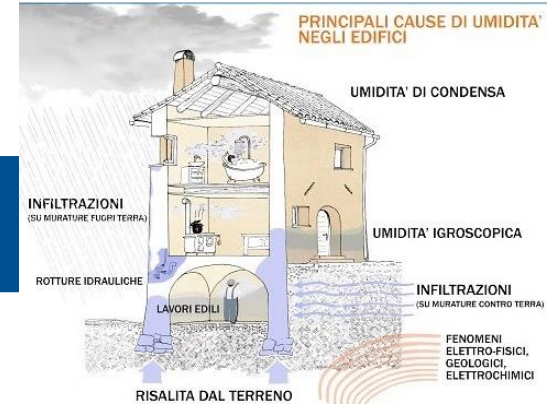 PRINCIPALI CAUSE DI UMIDITA'
NEGLI EDIFICI
UMIDITA' DI CONDENSA
INFILTRAZIONI
(SU MURATURE FUGRI TERRA)
UMIDITA' IGROSCOPICA
ROTTURE IDRAULICHE
INFILTRAZIONI
(SU MURATURE CONTRO TERRA)
LAVORI EDILI
FENOMENI
ELETTRO-FISICI,
GEOLOGICI,
ELETTROCHIMICI
RISALITA DAL TERRENO